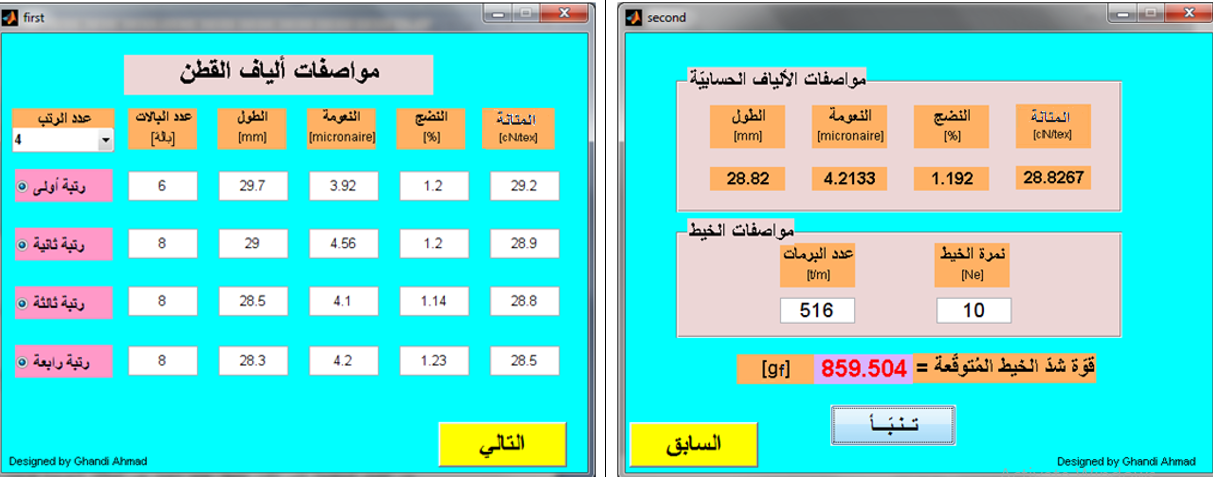 first
مواصفات ألياف القطن
عدد الرتب
4
عدد البالات
[بالة]
الطول
[mm]
النعومة
[micronaire]
النضج
[%]
المتانة
[cN/tex]
رتبة أولى 6 29.7 3.92 1.2 29.2
رتبة ثانية 8 29 4.56 1.2 28.9
رتبة ثالثة 8 28.5 4.1 1.14 28.8
رتبة رابعة 8 28.3 4.2 1.23 28.5
التالي
Designed by Ghandi Ahmad
second
مواصفات الألياف الحسابيّة
الطول
[mm]
النعومة
[micronaire]
النضج
[%]
المتانة
[cN/tex]
28.82 4.2133 1.192 28.8267
مواصفات الخيط
عدد البرمات
[t/m]
نمرة الخيط
[Ne]
516 10
قوّة شدّ الخيط المُتوقّعة = 859.504 [gf]
تـنـبّـأ
السابق
Designed by Ghandi Ahmad